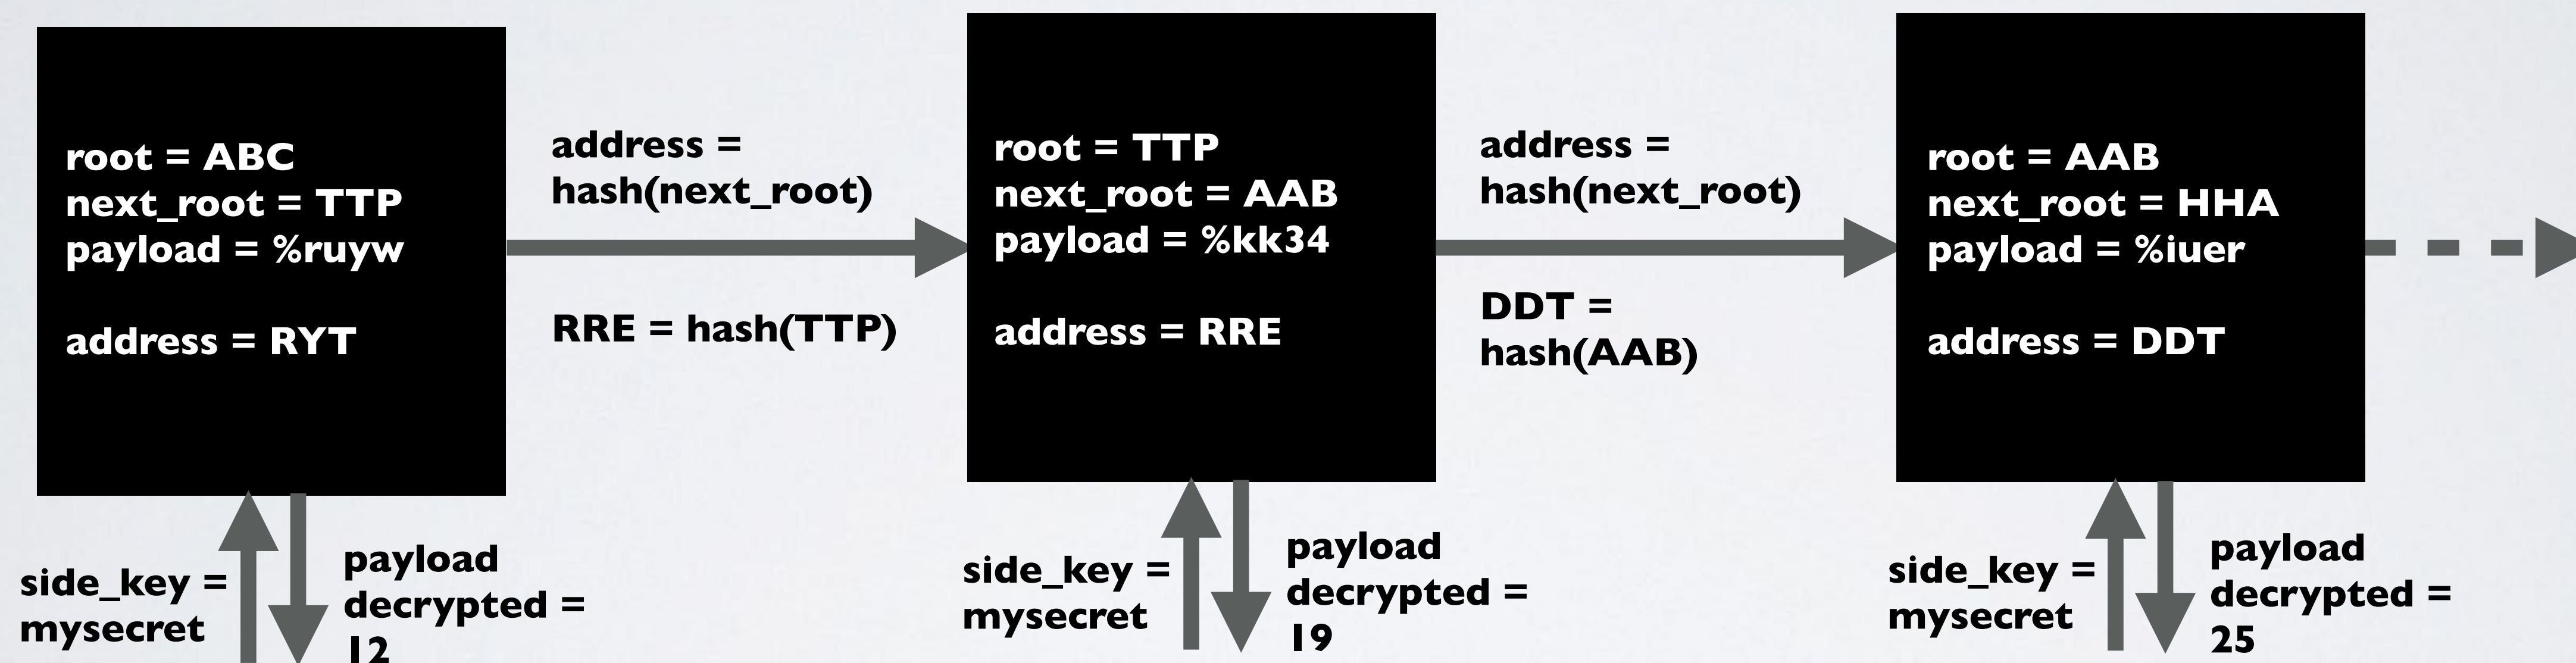 root = ABC
next_root = TTP
payload = %ruyw
address = RYT
address =
hash(next_root)
RRE = hash(TTP)
root = TTP
next_root = AAB
payload = %kk34
address = RRE
address =
hash(next_root)
DDT =
hash(AAB)
root = AAB
next_root = HHA
payload = %iuer
address = DDT
side_key =
mysecret
payload
decrypted =
12
side_key =
mysecret
payload
decrypted =
19
side_key =
mysecret
payload
decrypted =
25